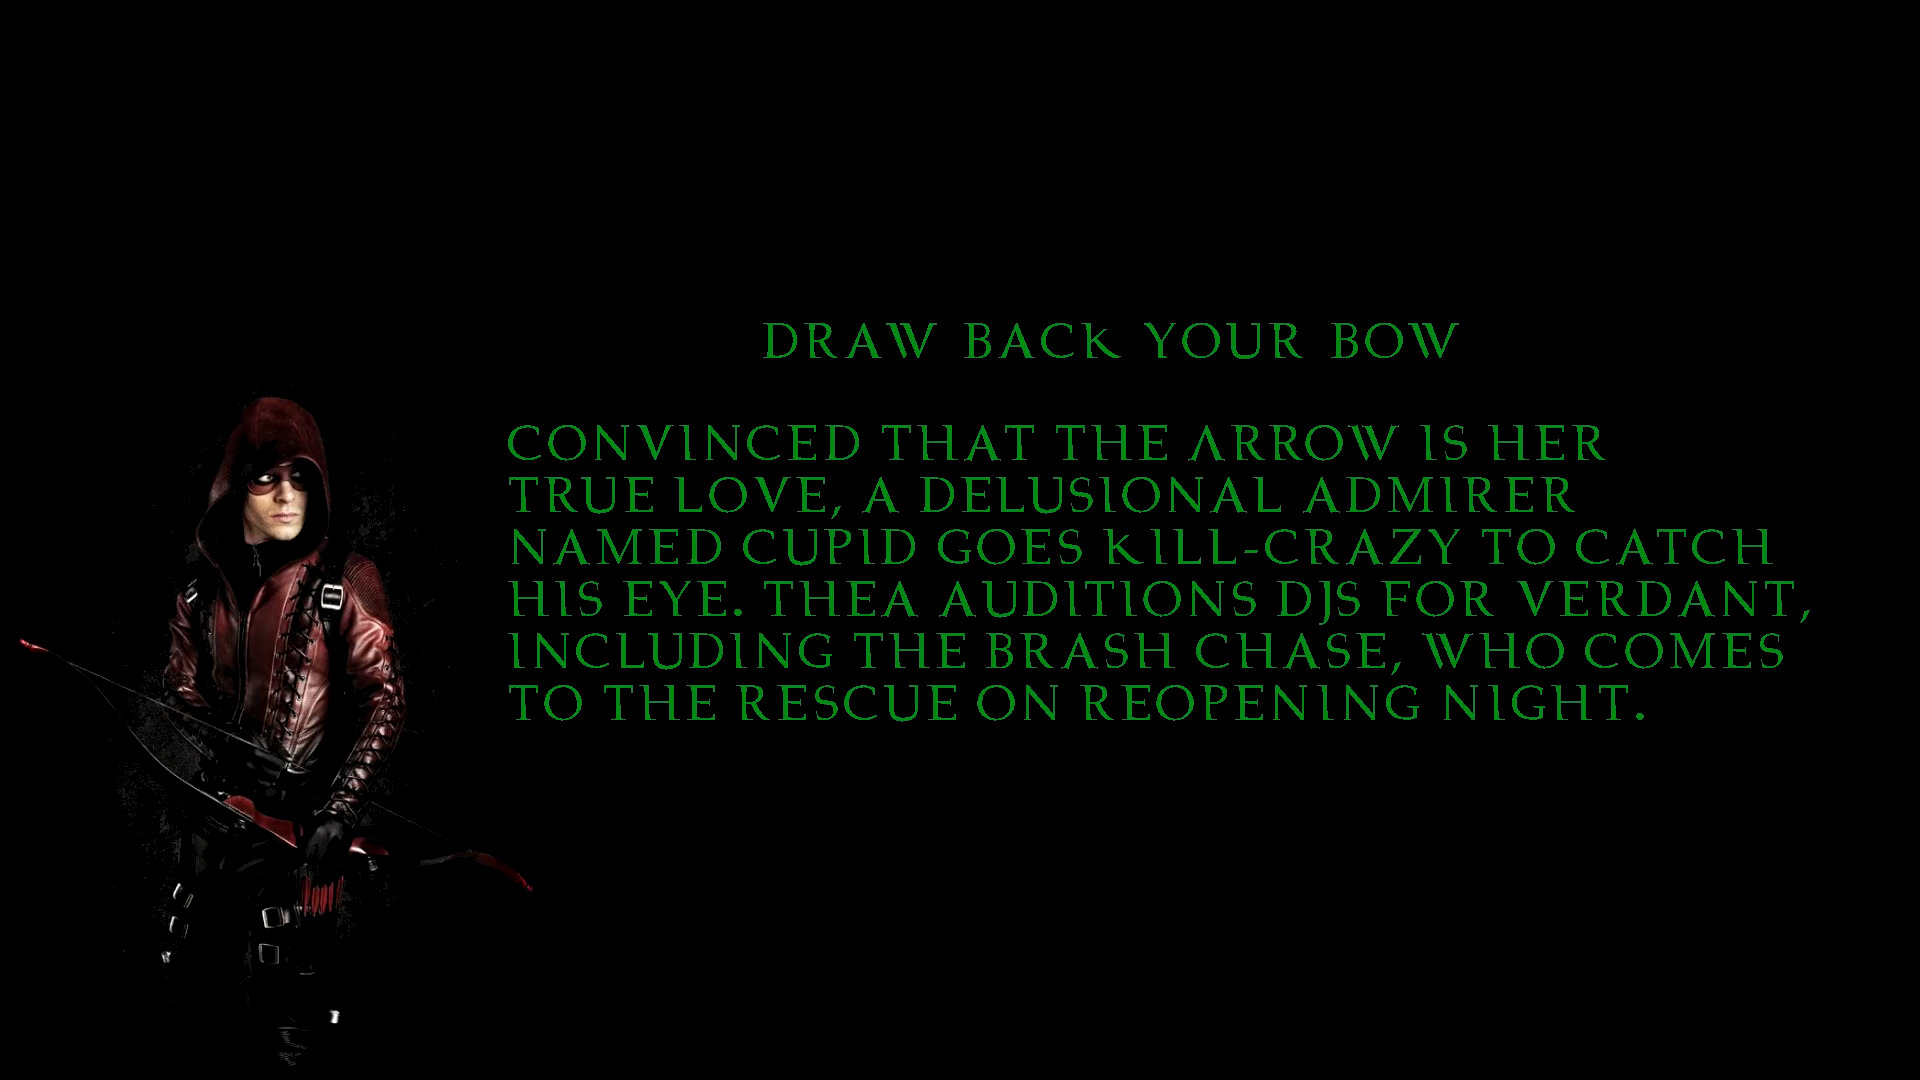 DRAW BACK YOUR BOW
CONVINCED THAT THE ARROW IS HER
TRUE LOVE, A DELUSIONAL ADMIRER
NAMED CUPID GOES KILL-CRAZY TO CATCH
HIS EYE. THEA AUDITIONS DJS FOR VERDANT,
INCLUDING THE BRASH CHASE, WHO COMES
TO THE RESCUE ON REOPENING NIGHT.